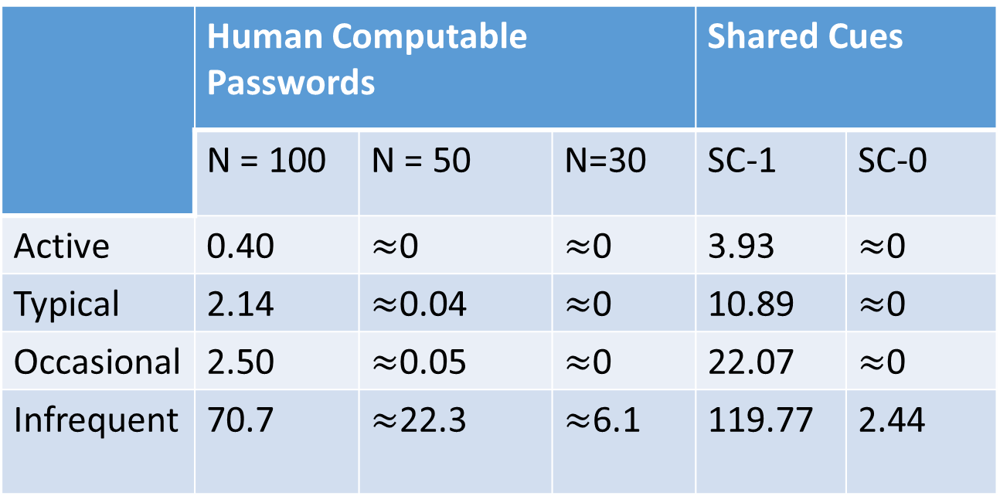 Human Computable Shared Cues
Passwords
N = 100 N = 50 N=30 SC-1 SC-0
Active 0.40 ≈0 ≈0 3.93 ≈0
Typical 2.14 ≈0.04 ≈0 10.89 ≈0
Occasional 2.50 ≈0.05 ≈0 22.07 ≈0
Infrequent 70.7 ≈22.3 ≈6.1 119.77 2.44